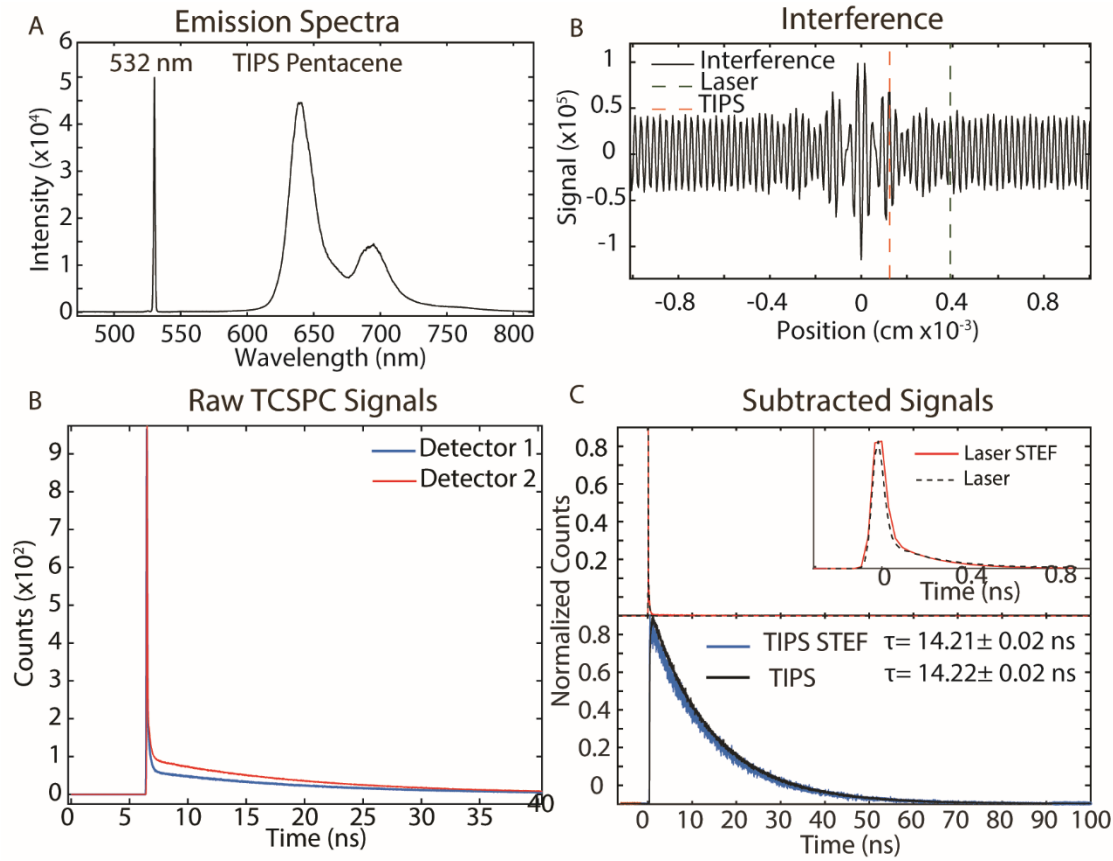 A
Emission Spectra
532 nm
TIPS Pentacene
Intensity (x10⁴)
6
5
4
3
2
1
0
500 550 600 650 700 750 800
Wavelength (nm)
B
Interference
Interference
Laser
TIPS
Signal (x10⁵)
1
0.5
0
-0.5
-1
-0.8 -0.4 0 0.4 0.8
Position (cm x10⁻³)
B
Raw TCSPC Signals
Detector 1
Detector 2
Counts (x10²)
9
8
7
6
5
4
3
2
1
0
0 5 10 15 20 25 30 35 40
Time (ns)
C
Subtracted Signals
Laser STEF
Laser
0 0.4 0.8
Time (ns)
Normalized Counts
0.8
0.6
0.4
0.2
TIPS STEF τ= 14.21± 0.02 ns
TIPS τ= 14.22± 0.02 ns
0.8
0.6
0.4
0.2
0
0 10 20 30 40 50 60 70 80 90 100
Time (ns)